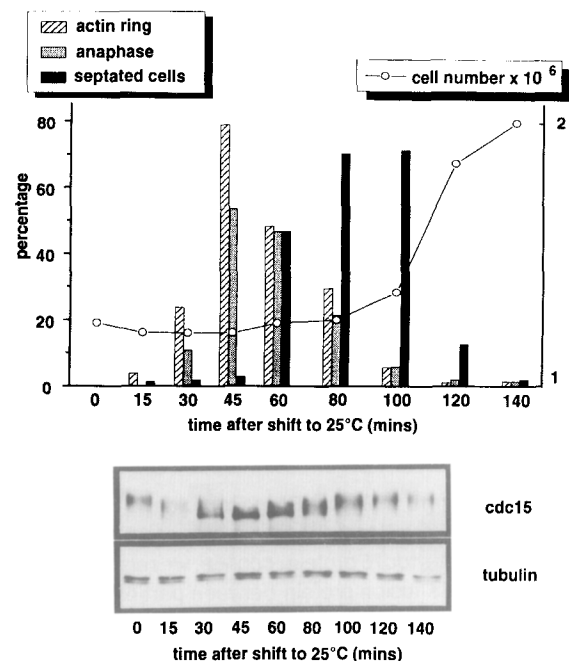 actin ring
anaphase
septated cells
cell number x 10 6
80
60
40
20
0
percentage
2
1
0 15 30 45 60 80 100 120 140
time after shift to 25°C (mins)
cdc15
tubulin
0 15 30 45 60 80 100 120 140
time after shift to 25°C (mins)